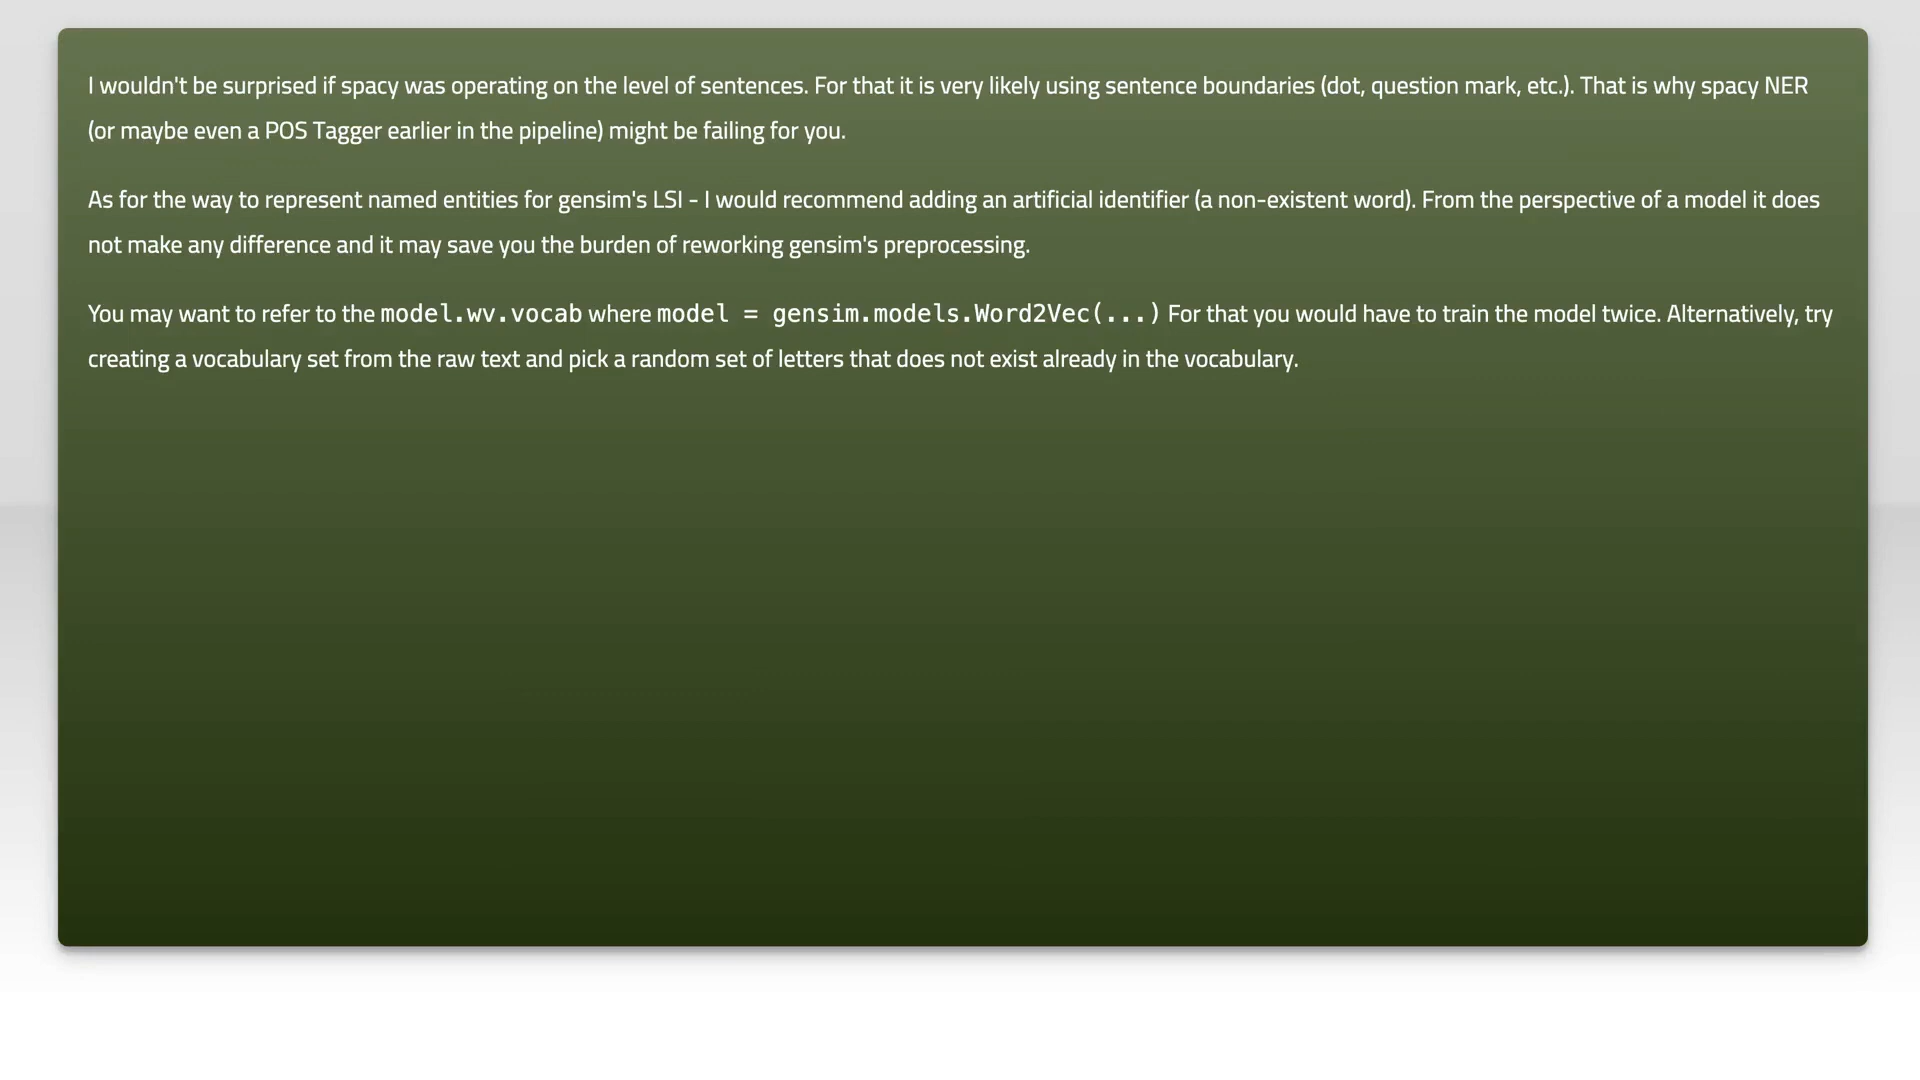 I wouldn't be surprised if spacy was operating on the level of sentences. For that it is very likely using sentence boundaries (dot, question mark, etc.). That is why spacy NER
(or maybe even a POS Tagger earlier in the pipeline) might be failing for you.
As for the way to represent named entities for gensim's LSI - I would recommend adding an artificial identifier (a non-existent word). From the perspective of a model it does
not make any difference and it may save you the burden of reworking gensim's preprocessing.
You may want to refer to the model.wv.vocab where model = gensim.models.Word2Vec(...) For that you would have to train the model twice. Alternatively, try
creating a vocabulary set from the raw text and pick a random set of letters that does not exist already in the vocabulary.